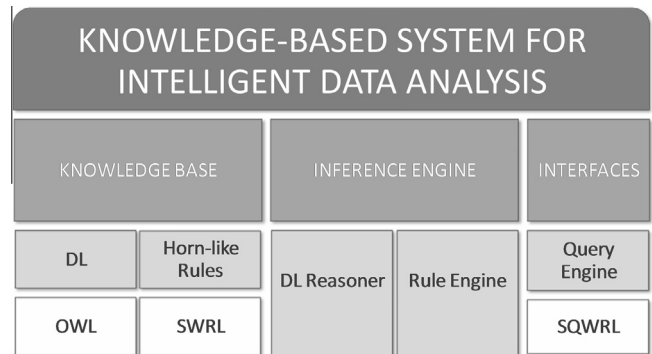 KNOWLEDGE-BASED SYSTEM FOR
INTELLIGENT DATA ANALYSIS
KNOWLEDGE BASE
INFERENCE ENGINE
INTERFACES
DL
Horn-like
Rules
DL Reasoner
Rule Engine
Query
Engine
OWL
SWRL
SQWRL